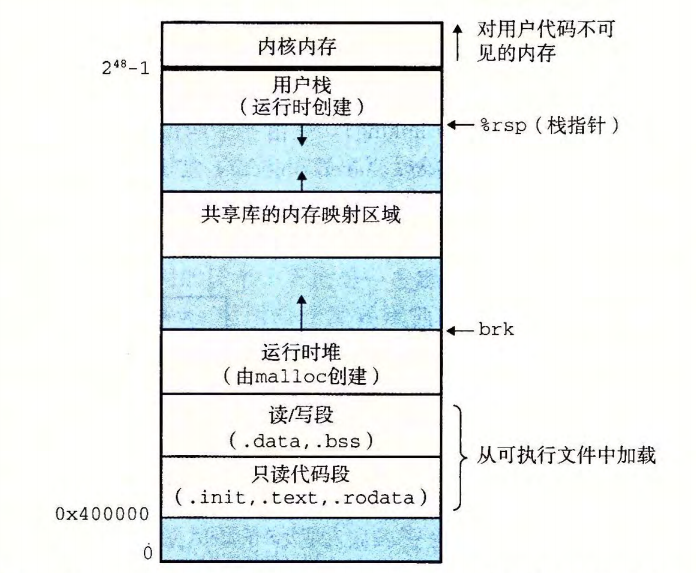 内核内存
对用户代码不可
见的内存
2⁴⁸-1
用户栈
(运行时创建)
%rsp(栈指针)
共享库的内存映射区域
brk
运行时堆
(由malloc创建)
读/写段
(.data,.bss)
从可执行文件中加载
只读代码段
(.init,.text,.rodata)
0x400000
0